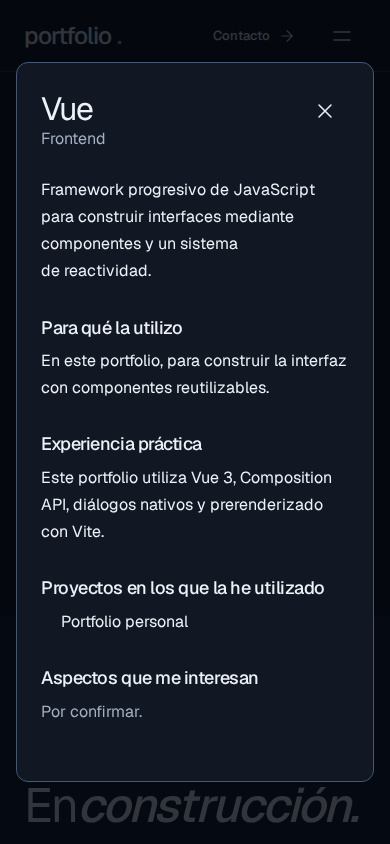 portfolio .
Contacto
Vue
Frontend
Framework progresivo de JavaScript
para construir interfaces mediante
componentes y un sistema
de reactividad.
Para qué la utilizo
En este portfolio, para construir la interfaz
con componentes reutilizables.
Experiencia práctica
Este portfolio utiliza Vue 3, Composition
API, diálogos nativos y prerenderizado
con Vite.
Proyectos en los que la he utilizado
Portfolio personal
Aspectos que me interesan
Por confirmar.
En construcción.